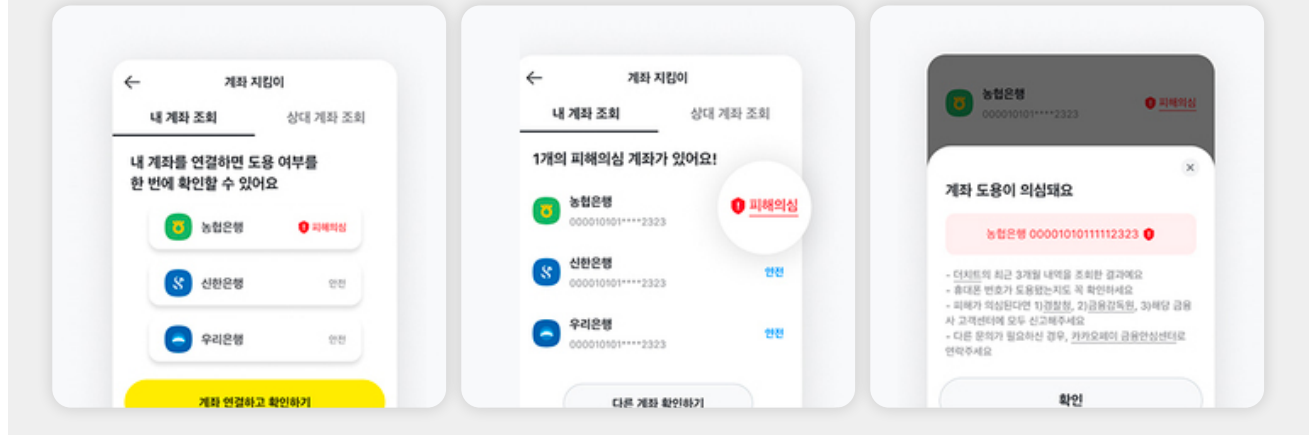 계좌 지킴이
내 계좌 조회 상대 계좌 조회
내 계좌를 연결하면 도용 여부를
한 번에 확인할 수 있어요
농협은행 피해의심
신한은행 안전
우리은행 안전
계좌 연결하고 확인하기
계좌 지킴이
내 계좌 조회 상대 계좌 조회
1개의 피해의심 계좌가 있어요!
농협은행
000010101****2323
피해의심
신한은행
000010101****2323
안전
우리은행
000010101****2323
안전
다른 계좌 확인하기
농협은행
000010101****2323
피해의심
계좌 도용이 의심돼요
농협은행 00001010111112323
- 더치트의 최근 3개월 내역을 조회한 결과예요
- 휴대폰 번호가 도용됐는지도 꼭 확인하세요
- 피해가 의심된다면 1)경찰청, 2)금융감독원, 3)해당 금융
사 고객센터에 모두 신고해주세요
- 다른 문의가 필요하신 경우, 카카오페이 금융안심센터로
연락주세요
확인